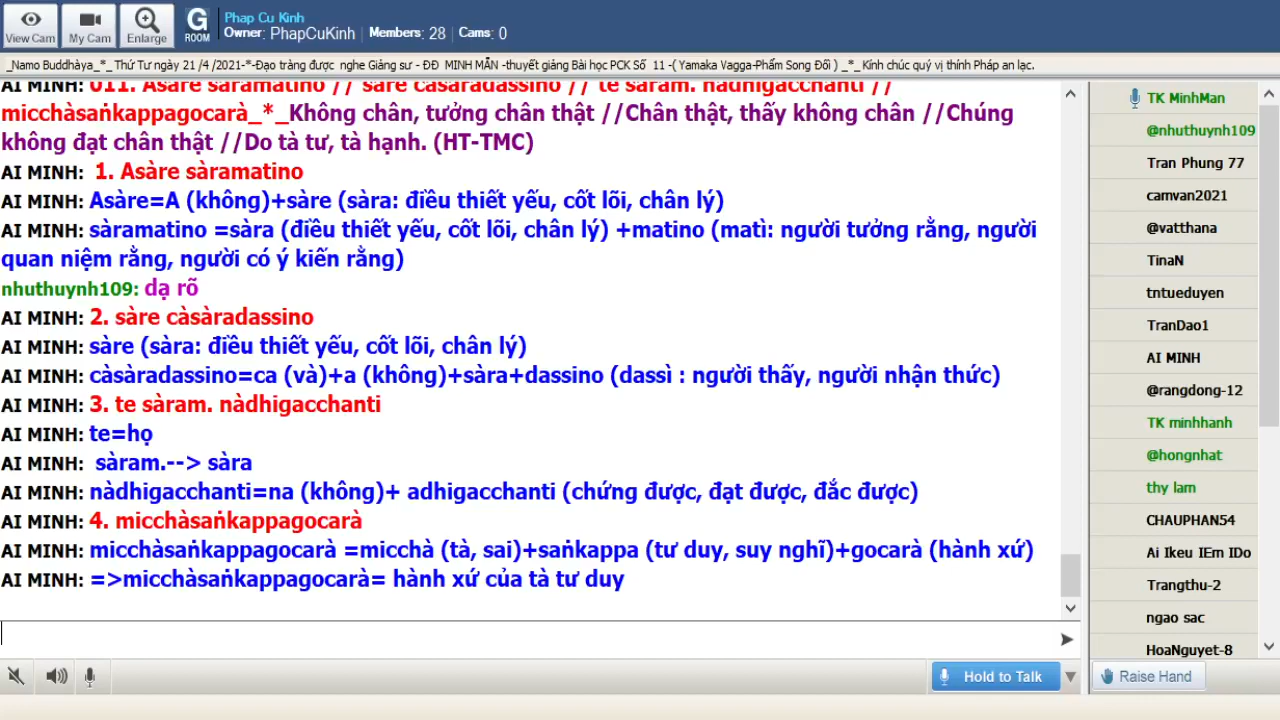 Phap Cu Kinh
Owner: PhapCuKinh Members: 28 Cams: 0
View Cam My Cam Enlarge G ROOM
_Namo Buddhàya_*_ Thứ Tư ngày 21 /4 /2021-*-Đạo tràng được nghe Giảng sư - ĐĐ MINH MẪN -thuyết giảng Bài học PCK Số 11 -( Yamaka Vagga-Phẩm Song Đối ) _*_ Kính chúc quý vị thính Pháp an lạc.
AI MINH: 011. Asàre sàramatino // sàre càsàradassino // te sàram. nàdhigacchanti //
micchàsaṅkappagocarà_*_Không chân, tưởng chân thật //Chân thật, thấy không chân //Chúng
không đạt chân thật //Do tà tư, tà hạnh. (HT-TMC)
AI MINH: 1. Asàre sàramatino
AI MINH: Asàre=A (không)+sàre (sàra: điều thiết yếu, cốt lõi, chân lý)
AI MINH: sàramatino =sàra (điều thiết yếu, cốt lõi, chân lý) +matino (matì: người tưởng rằng, người
quan niệm rằng, người có ý kiến rằng)
nhuthuynh109: dạ rõ
AI MINH: 2. sàre càsàradassino
AI MINH: sàre (sàra: điều thiết yếu, cốt lõi, chân lý)
AI MINH: càsàradassino=ca (và)+a (không)+sàra+dassino (dassì : người thấy, người nhận thức)
AI MINH: 3. te sàram. nàdhigacchanti
AI MINH: te=họ
AI MINH: sàram.--> sàra
AI MINH: nàdhigacchanti=na (không)+ adhigacchanti (chứng được, đạt được, đắc được)
AI MINH: 4. micchàsaṅkappagocarà
AI MINH: micchàsaṅkappagocarà =micchà (tà, sai)+saṅkappa (tư duy, suy nghĩ)+gocarà (hành xứ)
AI MINH: =>micchàsaṅkappagocarà= hành xứ của tà tư duy
TK MinhMan
@nhuthuynh109
Tran Phung 77
camvan2021
@vatthana
TinaN
tntueduyen
TranDao1
AI MINH
@rangdong-12
TK minhhanh
@hongnhat
thy lam
CHAUPHAN54
Ai Ikeu IEm IDo
Trangthu-2
ngao sac
HoaNguyet-8
Hold to Talk
Raise Hand